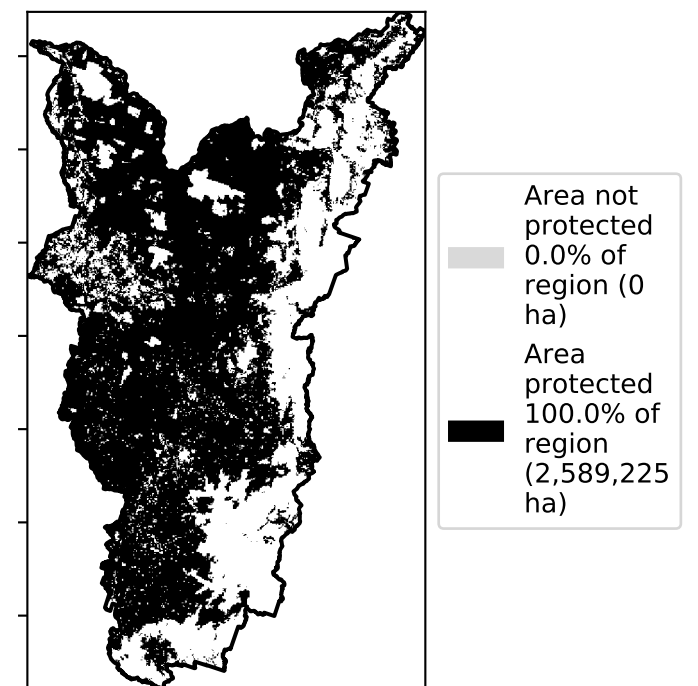 Area not
protected
0.0% of
region (0
ha)
Area
protected
100.0% of
region
(2,589,225
ha)